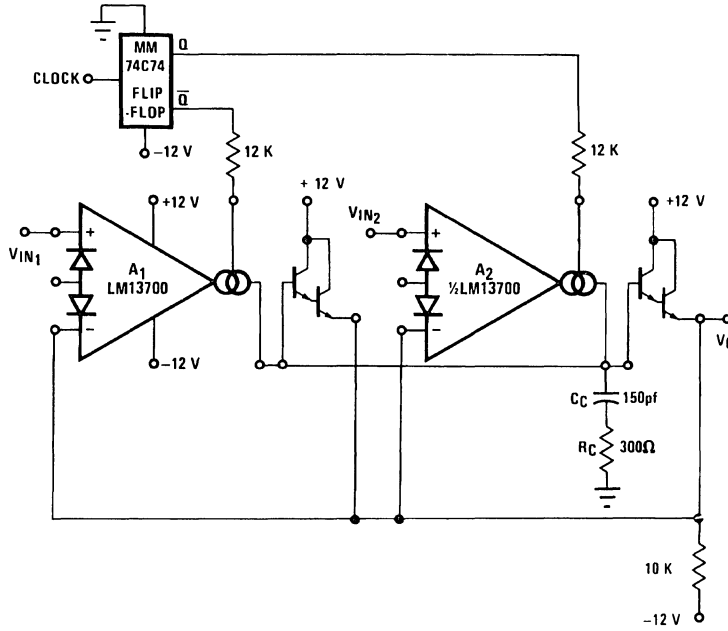 MM
74C74
FLIP
-FLOP
CLOCK
Q
Q̅
-12 V
12 K
12 K
+12 V
+ 12 V
+12 V
VIN1
+
A1
LM13700
-
-12 V
VIN2
+
A2
½LM13700
-
CC 150pf
RC 300Ω
10 K
-12 V